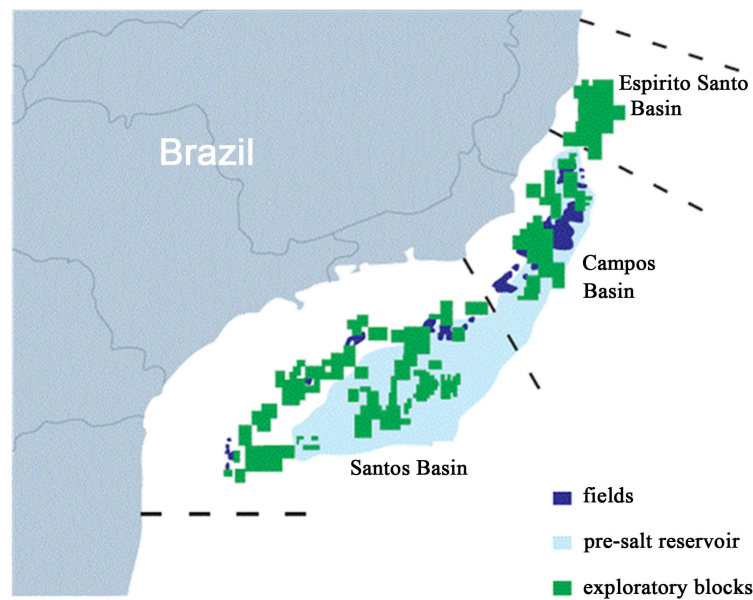 Espirito Santo
Basin
Brazil
Campos
Basin
Santos Basin
fields
pre-salt reservoir
exploratory blocks